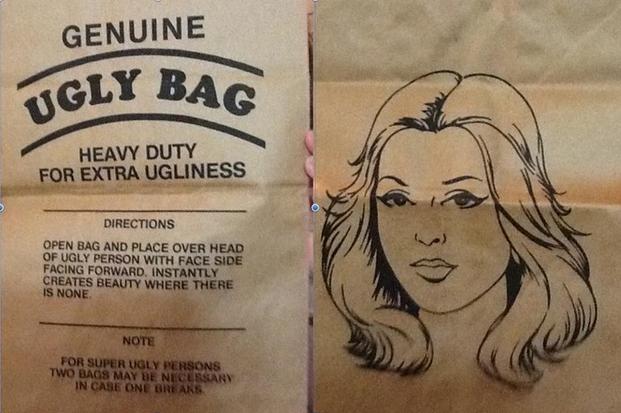 GENUINE
UGLY BAG
HEAVY DUTY
FOR EXTRA UGLINESS
DIRECTIONS
OPEN BAG AND PLACE OVER HEAD
OF UGLY PERSON WITH FACE SIDE
FACING FORWARD. INSTANTLY
CREATES BEAUTY WHERE THERE
IS NONE.
NOTE
FOR SUPER UGLY PERSONS
TWO BAGS MAY BE NECESSARY
IN CASE ONE BREAKS.